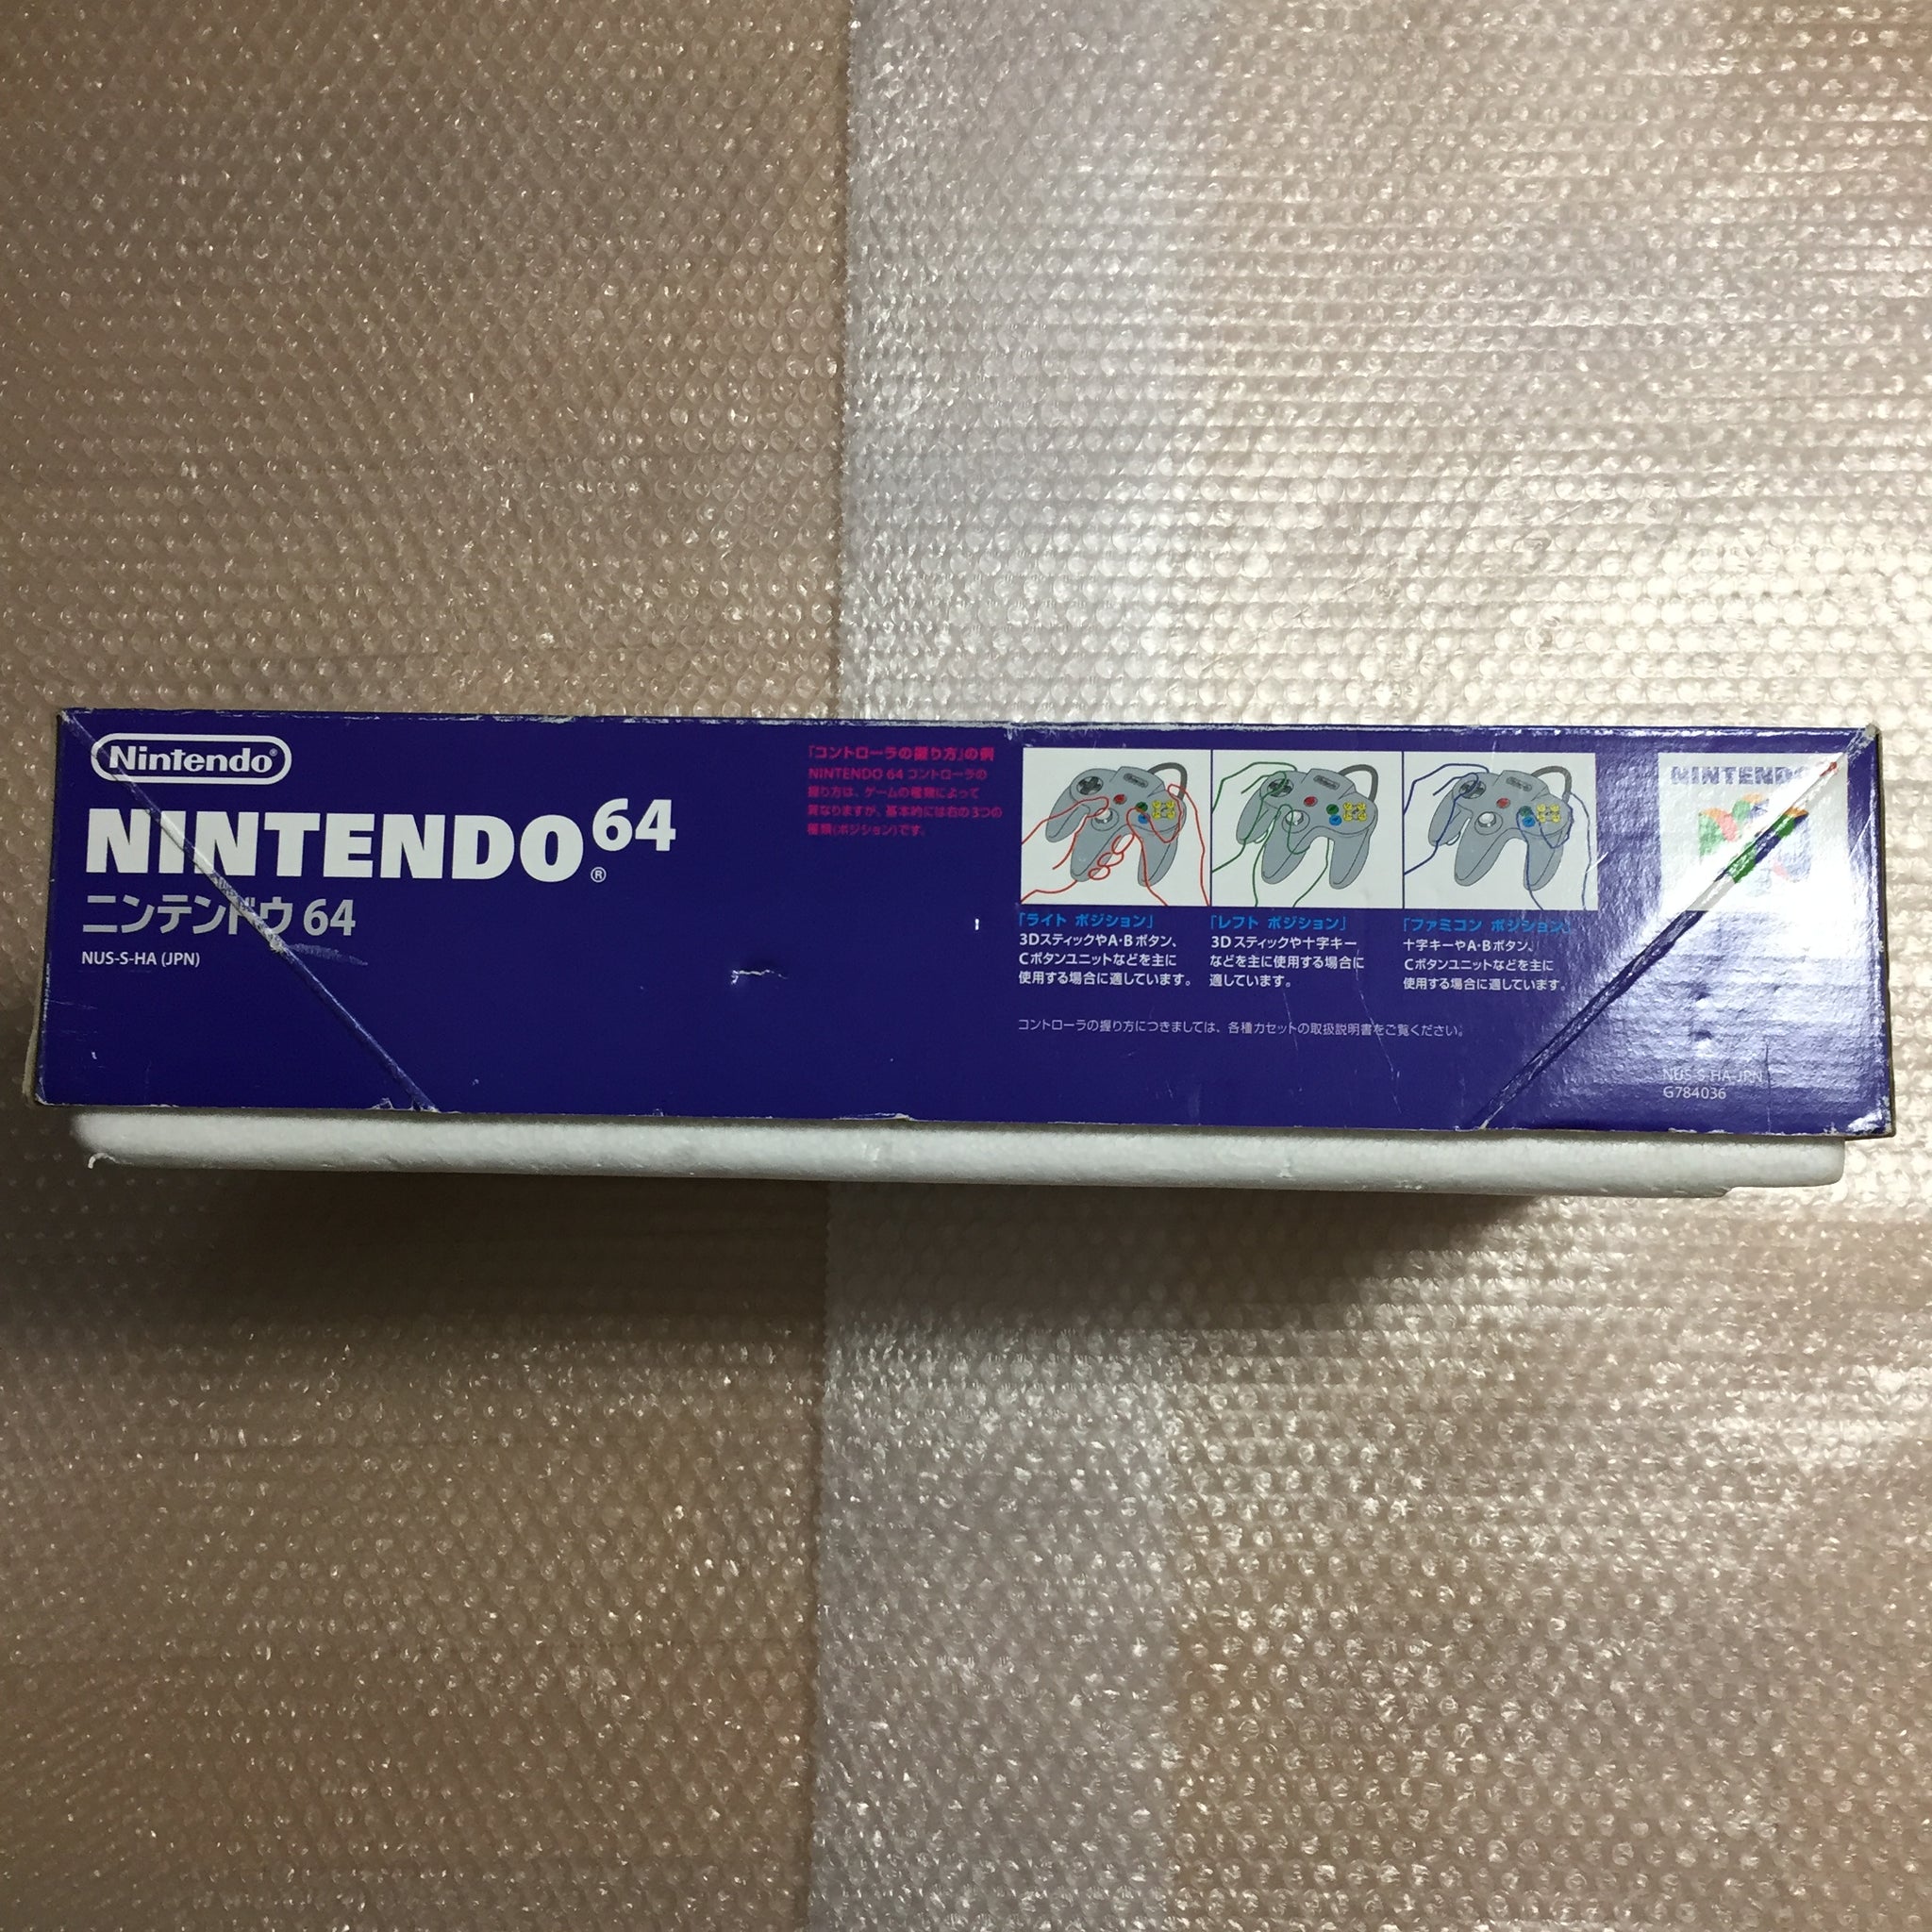 Nintendo®
NINTENDO64®
ニンテンドウ64
NUS-S-HA (JPN)
「コントローラの握り方」の例
NINTENDO 64 コントローラの
握り方は、ゲームの種類によって
異なりますが、基本的には右の3つの
種類(ポジション)です。
「ライト ポジション」
3DスティックやA・Bボタン、
Cボタンユニットなどを主に
使用する場合に適しています。
「レフト ポジション」
3Dスティックや十字キー
などを主に使用する場合に
適しています。
「ファミコン ポジション」
十字キーやA・Bボタン、
Cボタンユニットなどを主に
使用する場合に適しています。
コントローラの握り方につきましては、各種カセットの取扱説明書をご覧ください。
NINTENDO
NUS-S-HA-JPN
G784036